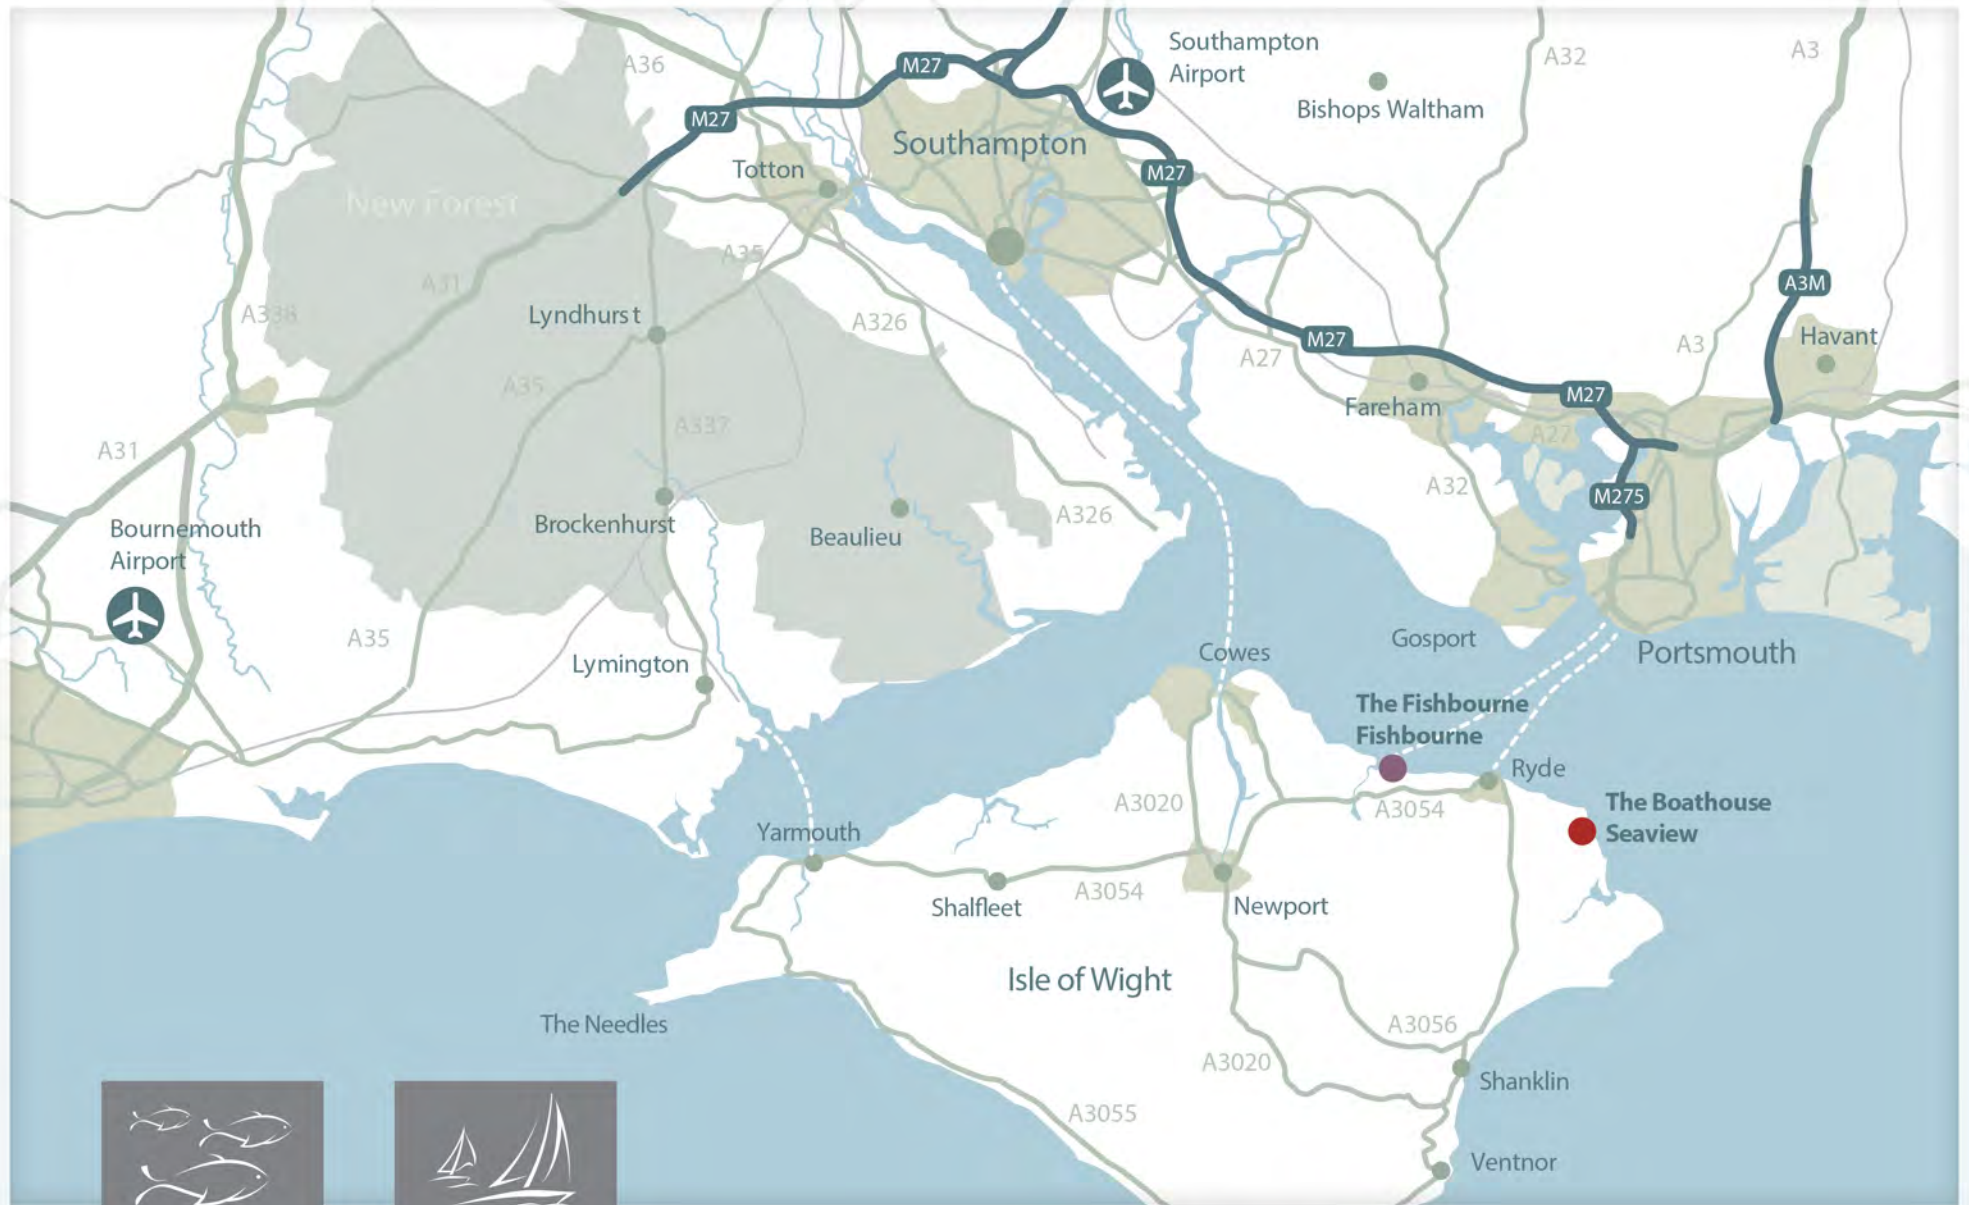 Southampton
Airport
A32
A3
A36
M27
Bishops Waltham
M27
Southampton
Totton
M27
New Forest
A35
A31
A3M
A338
Lyndhurst
A326
M27
Havant
A27
A3
A35
M27
Fareham
A337
A27
A31
A32
M275
A326
Bournemouth
Airport
Brockenhurst
Beaulieu
A35
Gosport
Cowes
Portsmouth
Lymington
The Fishbourne
Fishbourne
Ryde
A3020
A3054
The Boathouse
Seaview
Yarmouth
A3054
Shalfleet
Newport
Isle of Wight
The Needles
A3056
A3020
Shanklin
A3055
Ventnor